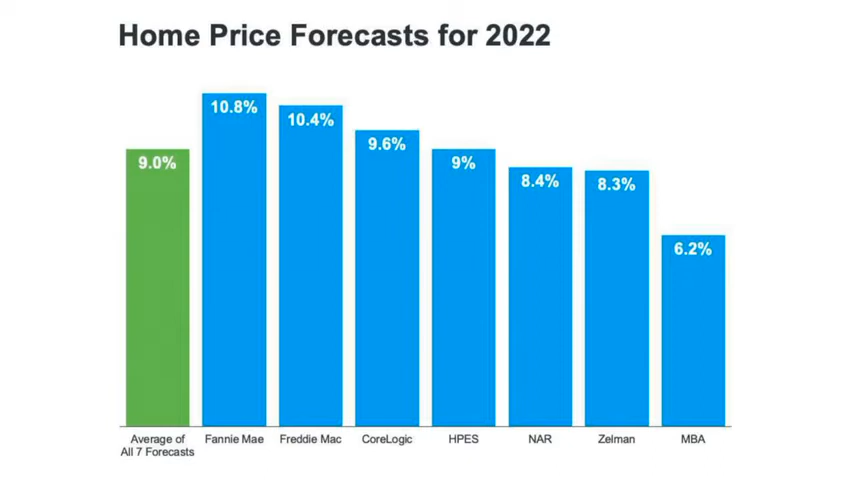 Home Price Forecasts for 2022
9.0%
10.8%
10.4%
9.6%
9%
8.4%
8.3%
6.2%
Average of
All 7 Forecasts
Fannie Mae
Freddie Mac
CoreLogic
HPES
NAR
Zelman
MBA